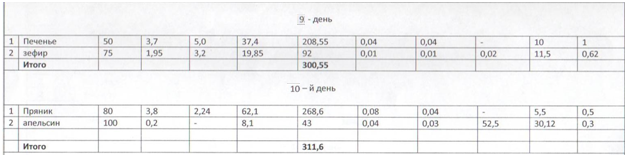 9 - день
1 Печенье 50 3,7 5,0 37,4 208,55 0,04 0,04 - 10 1
2 зефир 75 1,95 3,2 19,85 92 0,01 0,01 0,02 11,5 0,62
Итого 300,55
10 – й день
1 Пряник 80 3,8 2,24 62,1 268,6 0,08 0,04 - 5,5 0,5
2 апельсин 100 0,2 - 8,1 43 0,04 0,03 52,5 30,12 0,3
Итого 311,6